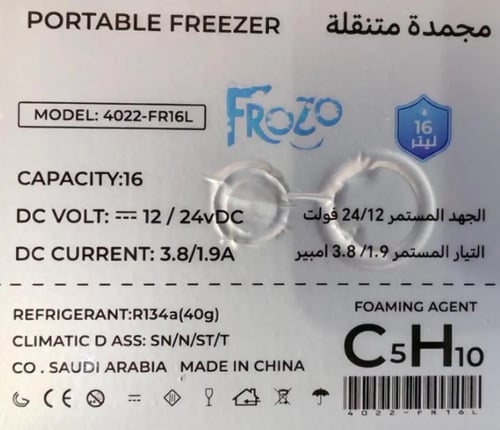 PORTABLE FREEZER مجمدة متنقلة
FROZO
MODEL: 4022-FR16L
16
ليتر
CAPACITY:16
DC VOLT: 12 / 24vDC الجهد المستمر 24/12 فولت
DC CURRENT: 3.8/1.9A التيار المستمر 3.8/1.9 امبير
REFRIGERANT:R134a(40g)
CLIMATIC D ASS: SN/N/ST/T
CO . SAUDI ARABIA MADE IN CHINA
CE
FOAMING AGENT
C5H10
4022-FR16L